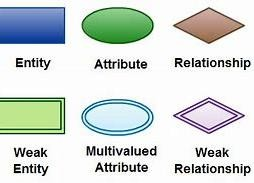 Entity
Attribute
Relationship
Weak
Entity
Multivalued
Attribute
Weak
Relationship